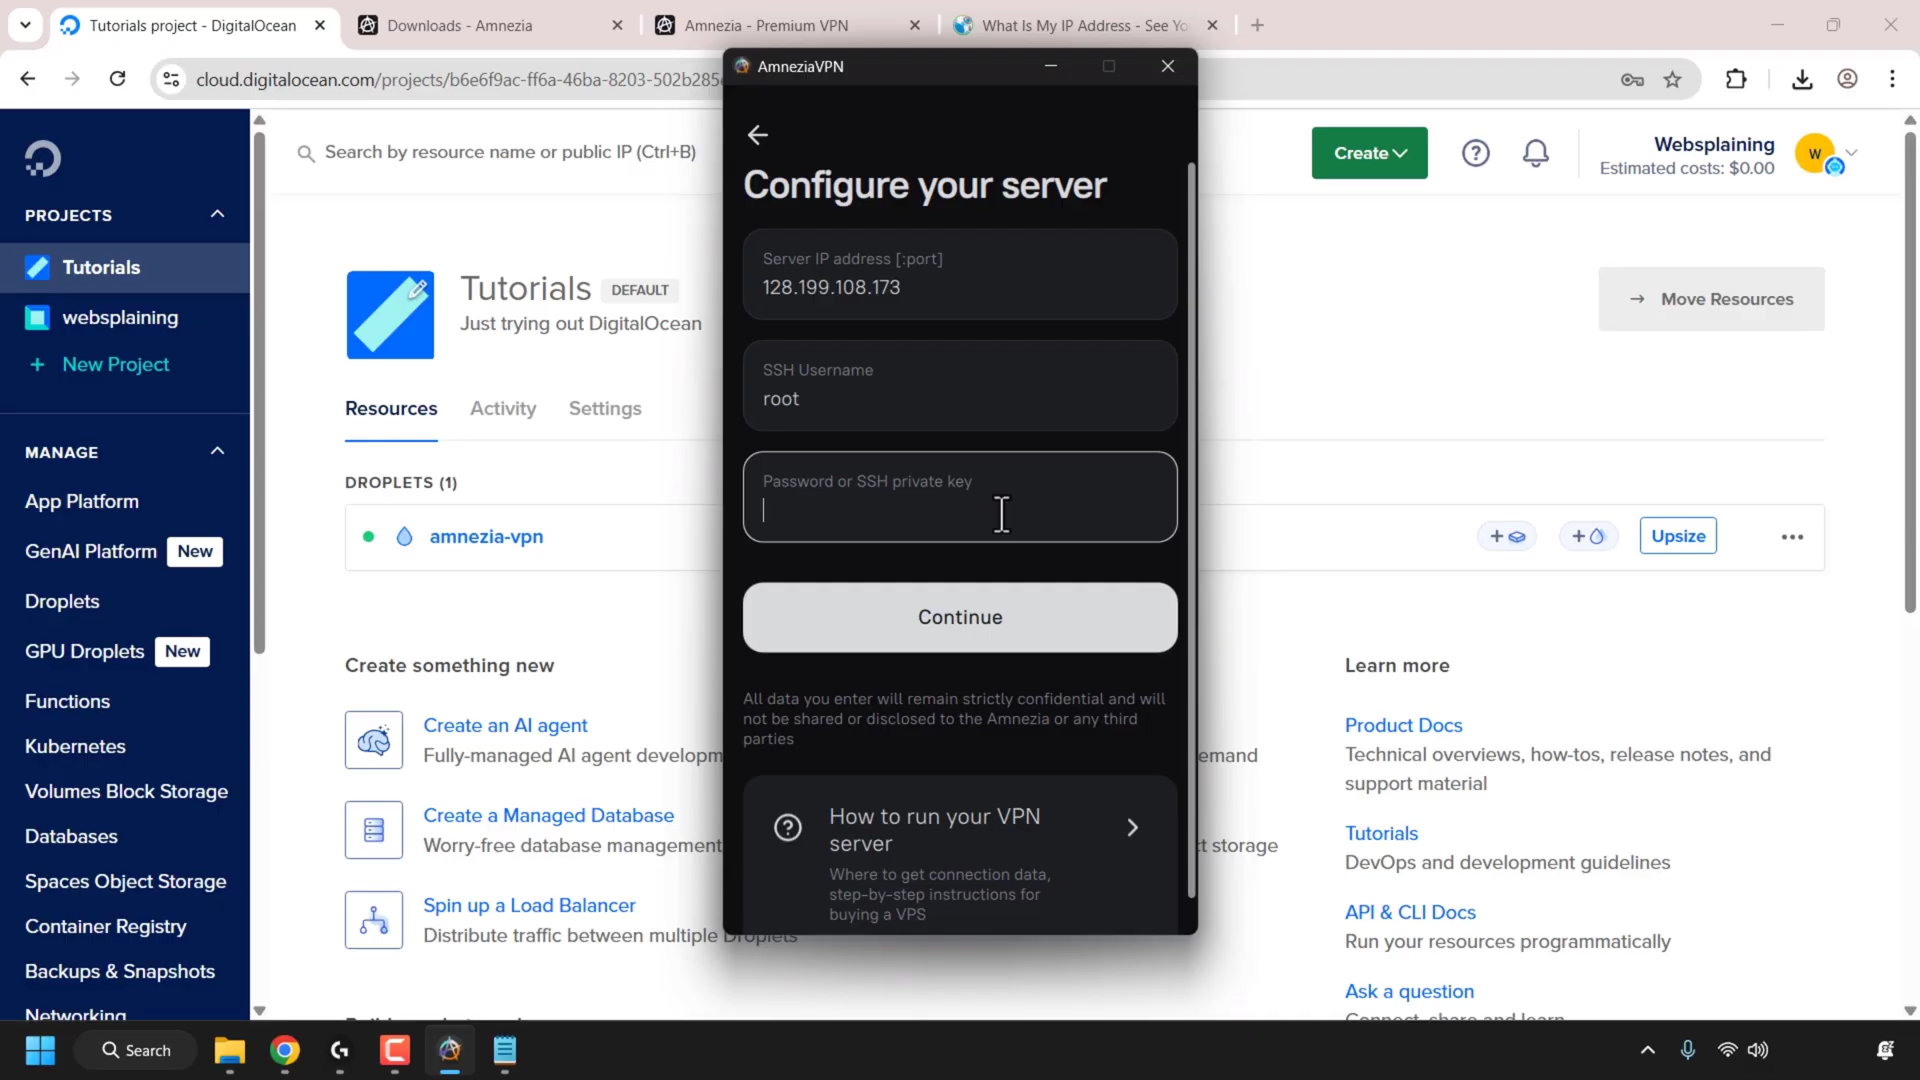 Tutorials project - DigitalOcean
Downloads - Amnezia
Amnezia - Premium VPN
What Is My IP Address - See Yo
cloud.digitalocean.com/projects/b6e6f9ac-ff6a-46ba-8203-502b285
AmneziaVPN
Search by resource name or public IP (Ctrl+B)
Create
Websplaining
Estimated costs: $0.00
W
PROJECTS
Tutorials
websplaining
+ New Project
MANAGE
App Platform
GenAI Platform New
Droplets
GPU Droplets New
Functions
Kubernetes
Volumes Block Storage
Databases
Spaces Object Storage
Container Registry
Backups & Snapshots
Networking
Tutorials DEFAULT
Just trying out DigitalOcean
→ Move Resources
Resources Activity Settings
DROPLETS (1)
amnezia-vpn
Upsize
Create something new
Create an AI agent
Fully-managed AI agent developm
emand
Create a Managed Database
Worry-free database management
t storage
Spin up a Load Balancer
Distribute traffic between multiple Droplets
Learn more
Product Docs
Technical overviews, how-tos, release notes, and
support material
Tutorials
DevOps and development guidelines
API & CLI Docs
Run your resources programmatically
Ask a question
Connect, share and learn
Configure your server
Server IP address [:port]
128.199.108.173
SSH Username
root
Password or SSH private key
Continue
All data you enter will remain strictly confidential and will
not be shared or disclosed to the Amnezia or any third
parties
How to run your VPN
server
Where to get connection data,
step-by-step instructions for
buying a VPS
Search